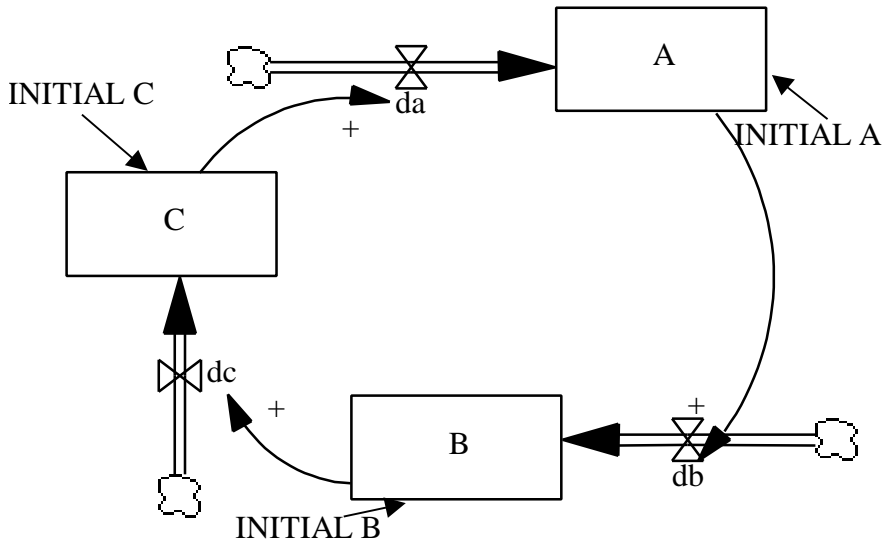 A
INITIAL C
da
+
INITIAL A
C
dc
+
+
B
db
INITIAL B